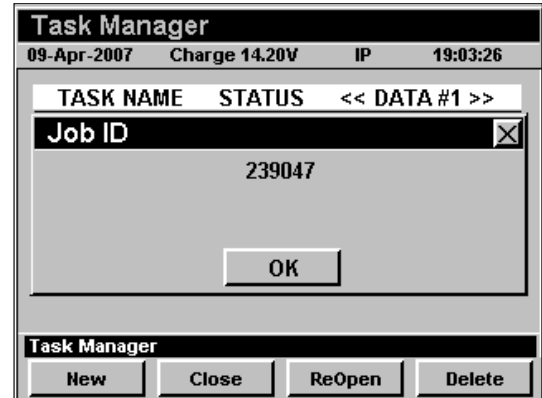 Task Manager
09-Apr-2007 Charge 14.20V IP 19:03:26
TASK NAME STATUS << DATA #1 >>
Job ID
239047
OK
Task Manager
New Close ReOpen Delete